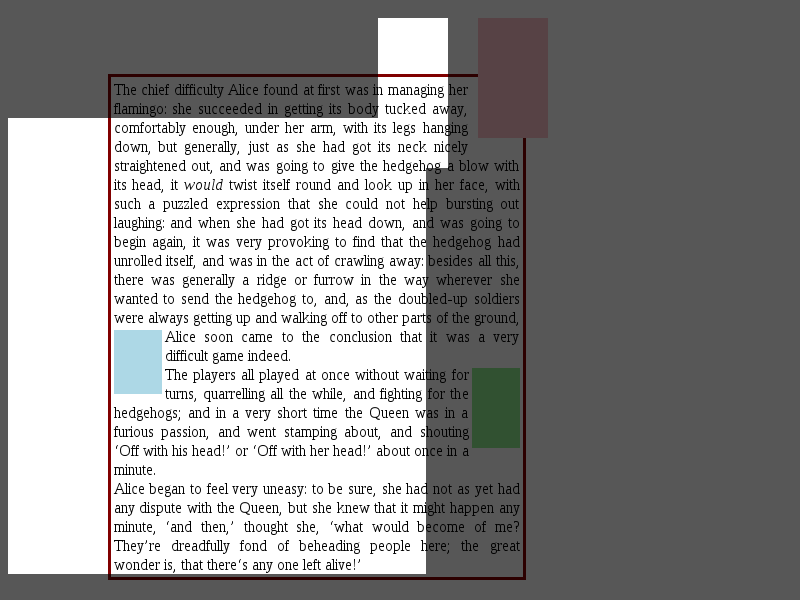 The chief difficulty Alice found at first was in managing her
flamingo: she succeeded in getting its body tucked away,
comfortably enough, under her arm, with its legs hanging
down, but generally, just as she had got its neck nicely
straightened out, and was going to give the hedgehog a blow with
its head, it would twist itself round and look up in her face, with
such a puzzled expression that she could not help bursting out
laughing: and when she had got its head down, and was going to
begin again, it was very provoking to find that the hedgehog had
unrolled itself, and was in the act of crawling away: besides all this,
there was generally a ridge or furrow in the way wherever she
wanted to send the hedgehog to, and, as the doubled-up soldiers
were always getting up and walking off to other parts of the ground,
Alice soon came to the conclusion that it was a very
difficult game indeed.
The players all played at once without waiting for
turns, quarrelling all the while, and fighting for the
hedgehogs; and in a very short time the Queen was in a
furious passion, and went stamping about, and shouting
‘Off with his head!’ or ‘Off with her head!’ about once in a
minute.
Alice began to feel very uneasy: to be sure, she had not as yet had
any dispute with the Queen, but she knew that it might happen any
minute, ‘and then,’ thought she, ‘what would become of me?
They’re dreadfully fond of beheading people here; the great
wonder is, that there‘s any one left alive!’